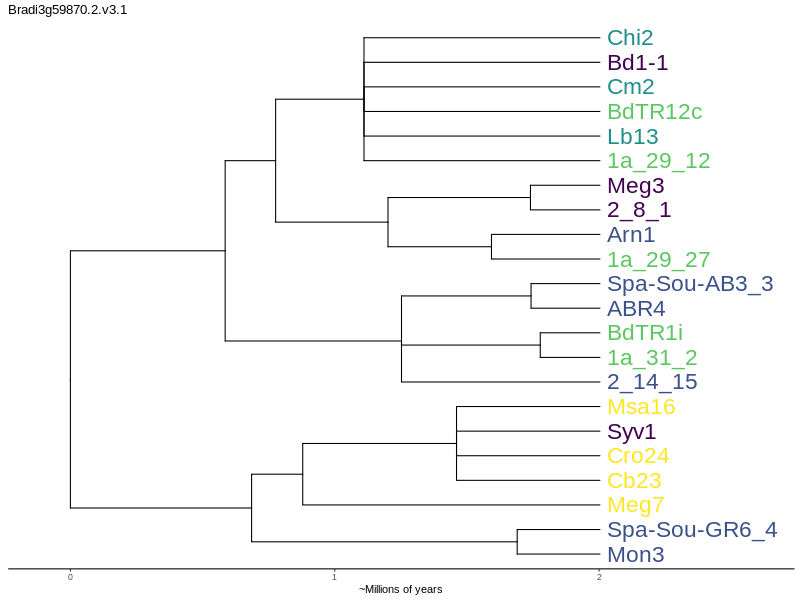 Bradi3g59870.2.v3.1
Chi2
Bd1-1
Cm2
BdTR12c
Lb13
1a_29_12
Meg3
2_8_1
Arn1
1a_29_27
Spa-Sou-AB3_3
ABR4
BdTR1i
1a_31_2
2_14_15
Msa16
Syv1
Cro24
Cb23
Meg7
Spa-Sou-GR6_4
Mon3
0 1 2
~Millions of years